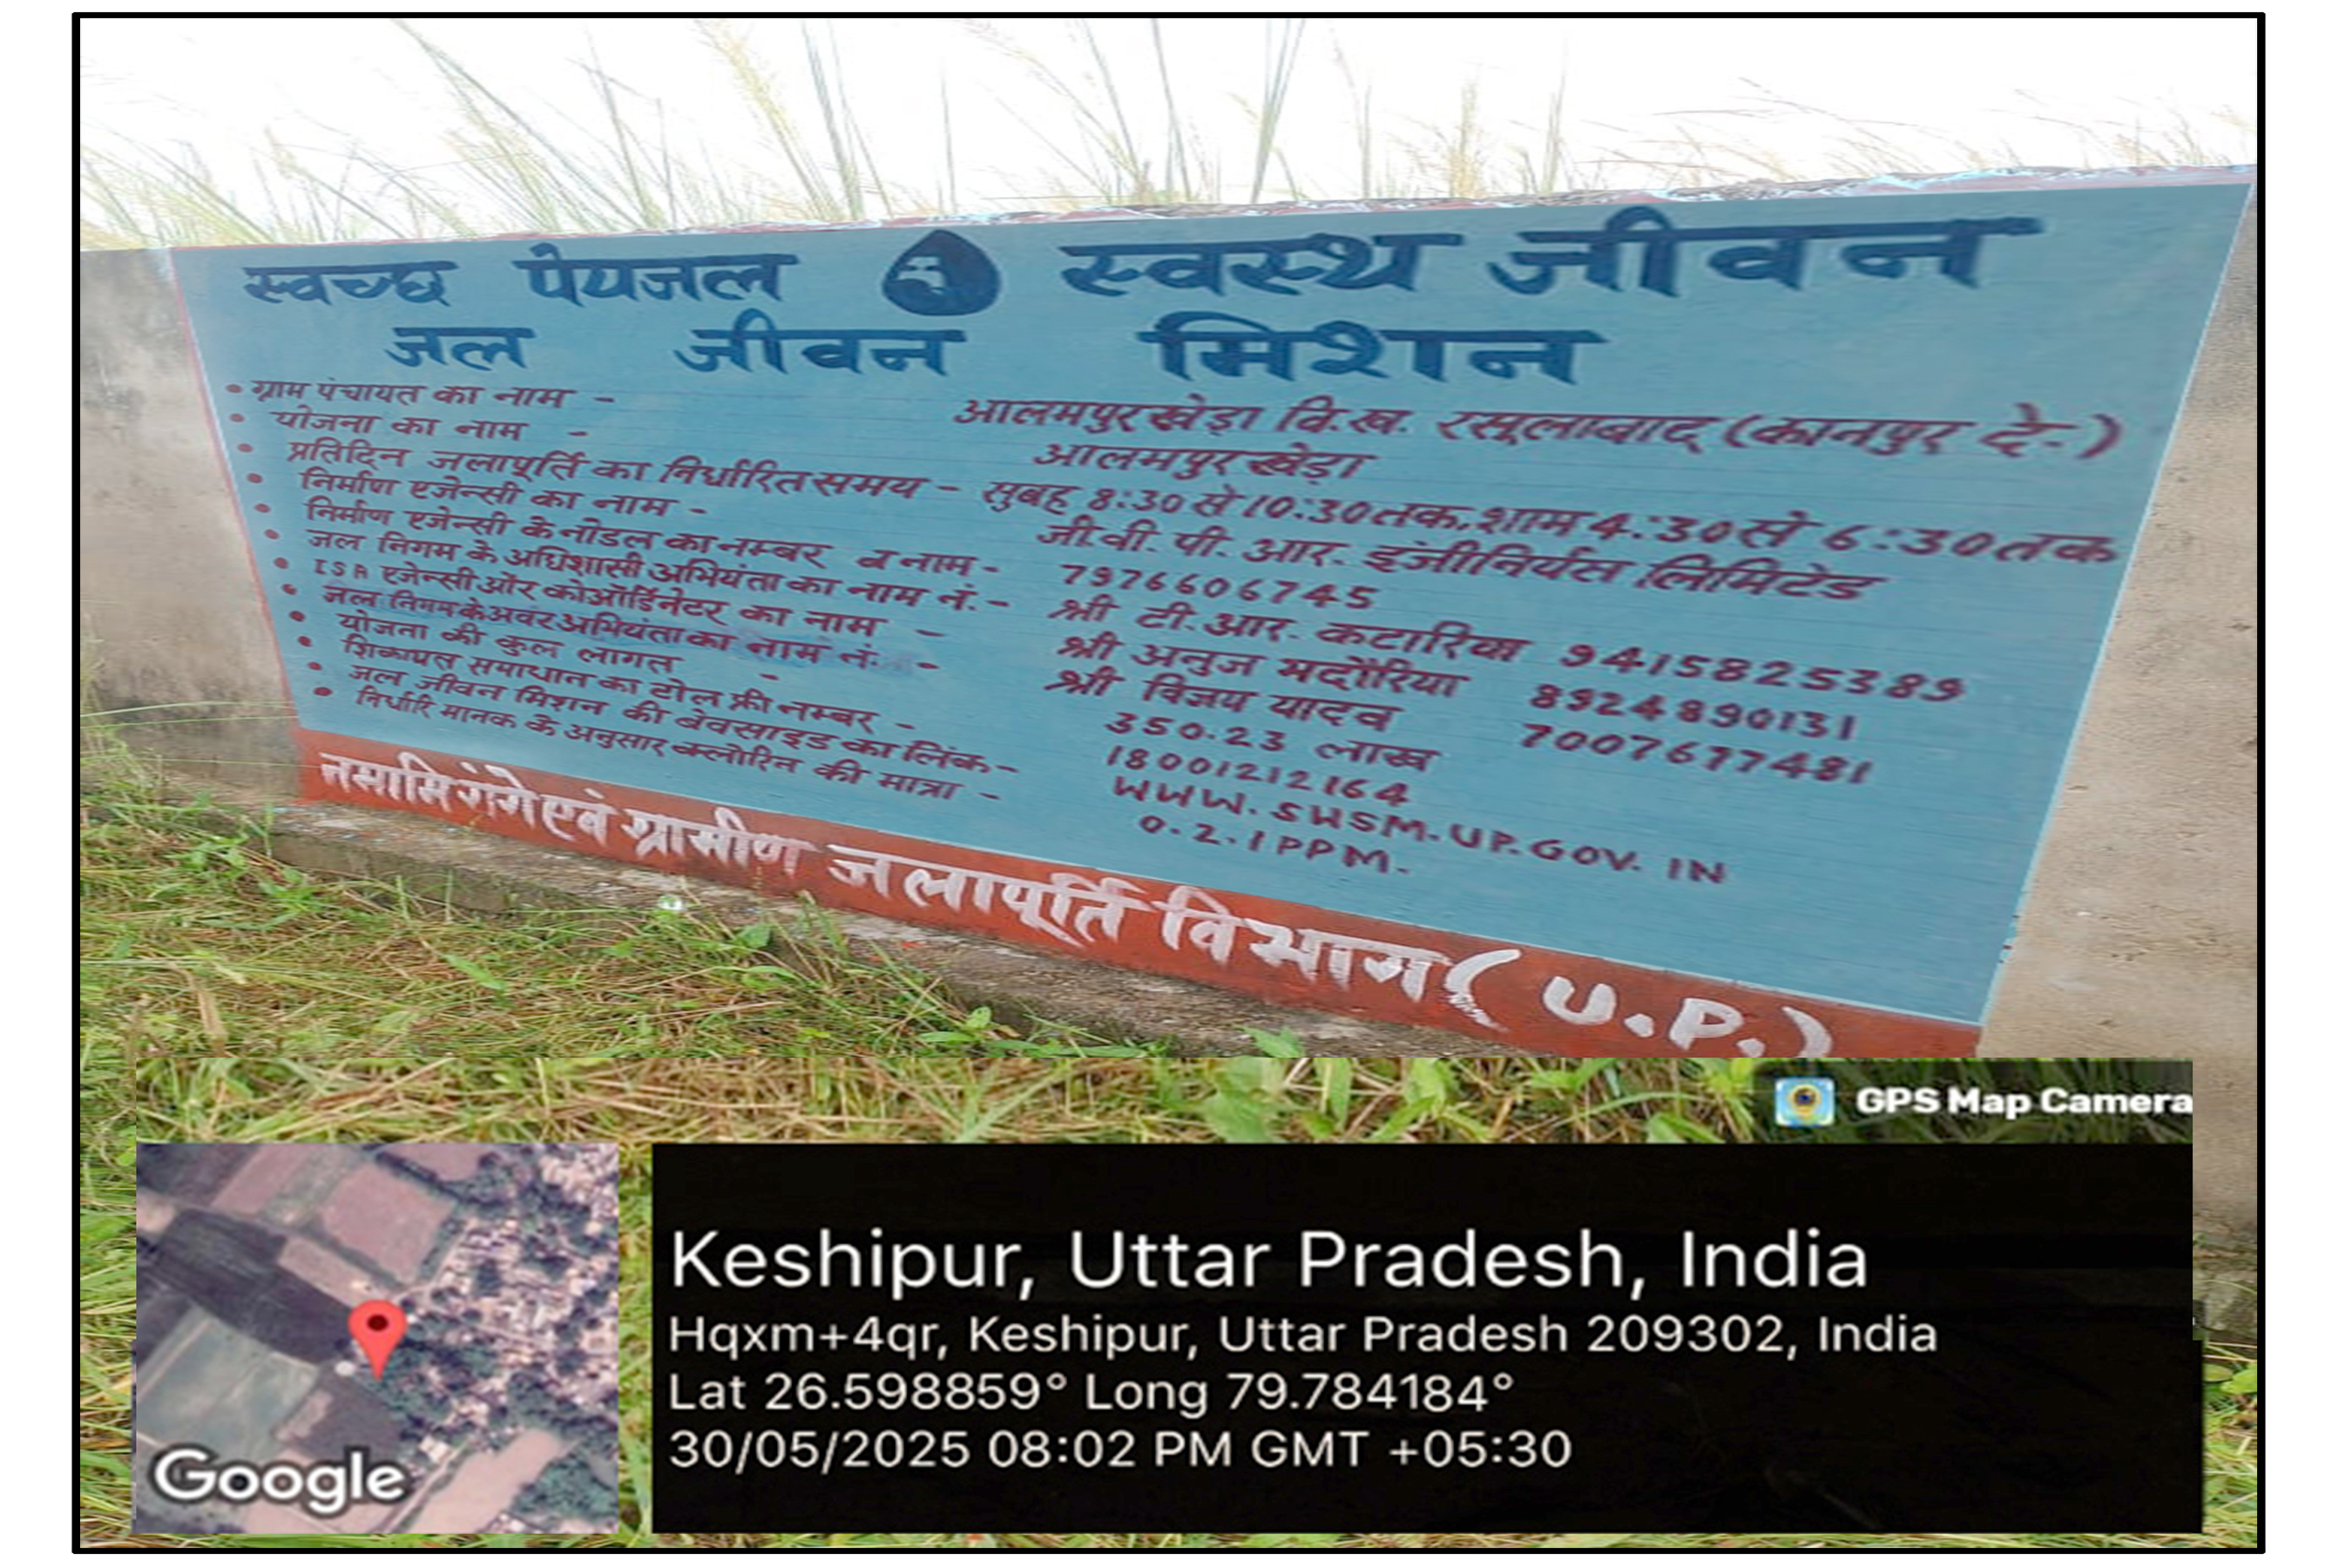 स्वच्छ पेयजल स्वस्थ जीवन
जल जीवन मिशन
• ग्राम पंचायत का नाम - आलमपुर खेड़ा वि.ख. रसूलाबाद (कानपुर दे.)
• योजना का नाम - आलमपुर खेड़ा
• प्रतिदिन जलापूर्ति का निर्धारित समय - सुबह 8:30 से 10:30 तक, शाम 4:30 से 6:30 तक
• निर्माण एजेन्सी का नाम - जी.वी. पी. आर. इंजीनिर्यस लिमिटेड
• निर्माण एजेन्सी के नोडल का नम्बर व नाम - 7976606745
• जल निगम के अधिशासी अभियंता का नाम नं. - श्री टी. आर. कटारिया 9415825389
• ISA एजेन्सी और कोऑर्डिनेटर का नाम - श्री अनुज भदौरिया 8924890131
• जल निगम के अवर अभियंता का नाम नं. - श्री विजय यादव 7007677481
• योजता की कुल लागत - 350.23 लाख
• शिकायत समाधान का टोल फ्री नम्बर - 18001212164
• जल जीवन मिशन की बेवसाइड का लिंक - WWW. SWSM. UP. GOV. IN
• निर्धारि मानक के अनुसार क्लोरिन की मात्रा - 0.2.1 PPM.
नमामि गंगे एवं ग्रामीण जलापूर्ति विभाग ( U.P.)
GPS Map Camera
Keshipur, Uttar Pradesh, India
Hqxm+4qr, Keshipur, Uttar Pradesh 209302, India
Lat 26.598859° Long 79.784184°
30/05/2025 08:02 PM GMT +05:30
Google